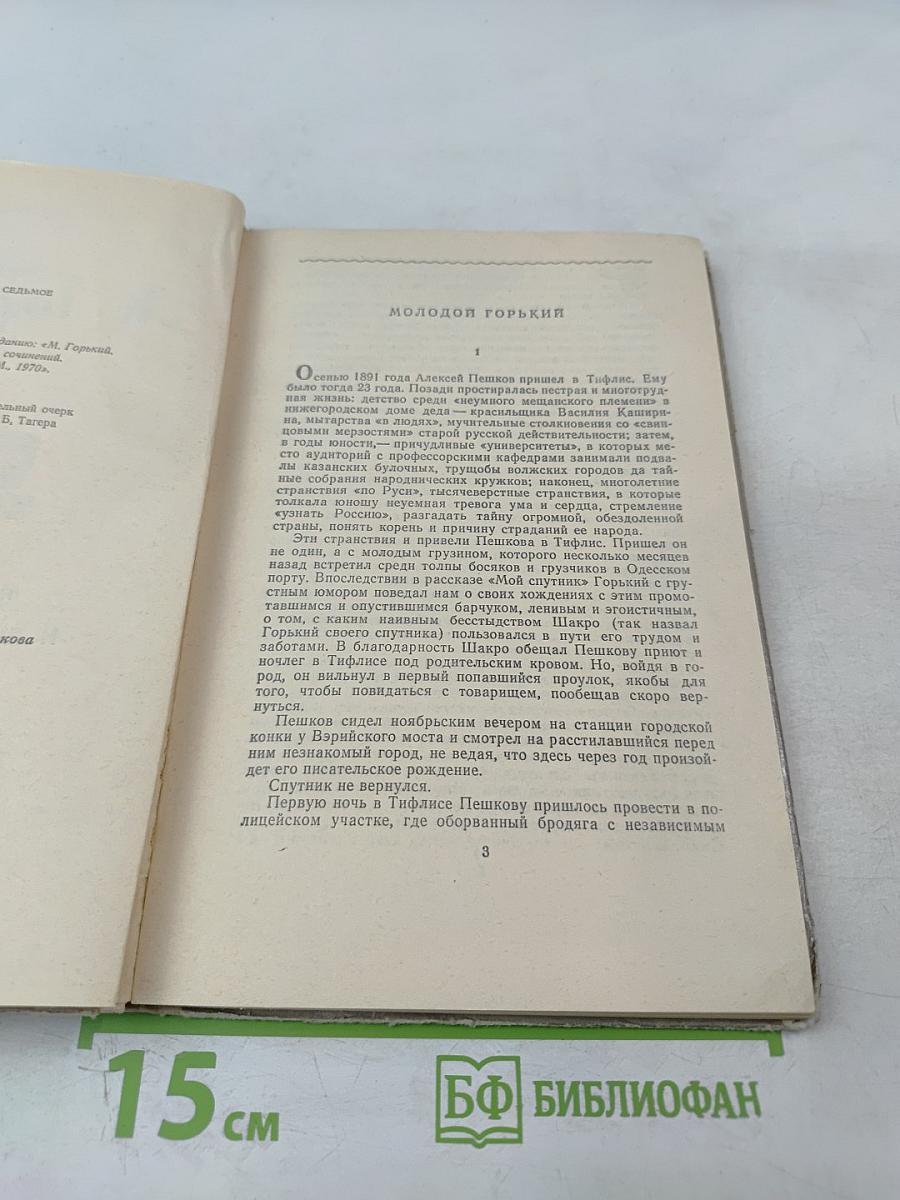 СЕДЬМОЕ
данию: «М. Горький.
сочинений.
М., 1970».
ельный очерк
Б. Тагера
кова
МОЛОДОЙ ГОРЬКИЙ
1
Осенью 1891 года Алексей Пешков пришел в Тифлис. Ему
было тогда 23 года. Позади простиралась пестрая и многотруд-
ная жизнь: детство среди «неумного мещанского племени» в
нижегородском доме деда — красильщика Василия Кашири-
на, мытарства «в людях», мучительные столкновения со «свин-
цовыми мерзостями» старой русской действительности; затем,
в годы юности,— причудливые «университеты», в которых ме-
сто аудиторий с профессорскими кафедрами занимали подва-
лы казанских булочных, трущобы волжских городов да тай-
ные собрания народнических кружков; наконец, многолетние
странствия «по Руси», тысячеверстные странствия, в которые
толкала юношу неуемная тревога ума и сердца, стремление
«узнать Россию», разгадать тайну огромной, обездоленной
страны, понять корень и причину страданий ее народа.
Эти странствия и привели Пешкова в Тифлис. Пришел он
не один, а с молодым грузином, которого несколько месяцев
назад встретил среди толпы босяков и грузчиков в Одесском
порту. Впоследствии в рассказе «Мой спутник» Горький с гру-
стным юмором поведал нам о своих хождениях с этим промо-
тавшимся и опустившимся барчуком, ленивым и эгоистичным,
о том, с каким наивным бесстыдством Шакро (так назвал
Горький своего спутника) пользовался в пути его трудом и
заботами. В благодарность Шакро обещал Пешкову приют и
ночлег в Тифлисе под родительским кровом. Но, войдя в го-
род, он вильнул в первый попавшийся проулок, якобы для
того, чтобы повидаться с товарищем, пообещав скоро вер-
нуться.
Пешков сидел ноябрьским вечером на станции городской
конки у Вэрийского моста и смотрел на расстилавшийся перед
ним незнакомый город, не ведая, что здесь через год произой-
дет его писательское рождение.
Спутник не вернулся.
Первую ночь в Тифлисе Пешкову пришлось провести в по-
лицейском участке, где оборванный бродяга с независимым
3
15 см
БФ БИБЛИОФАН